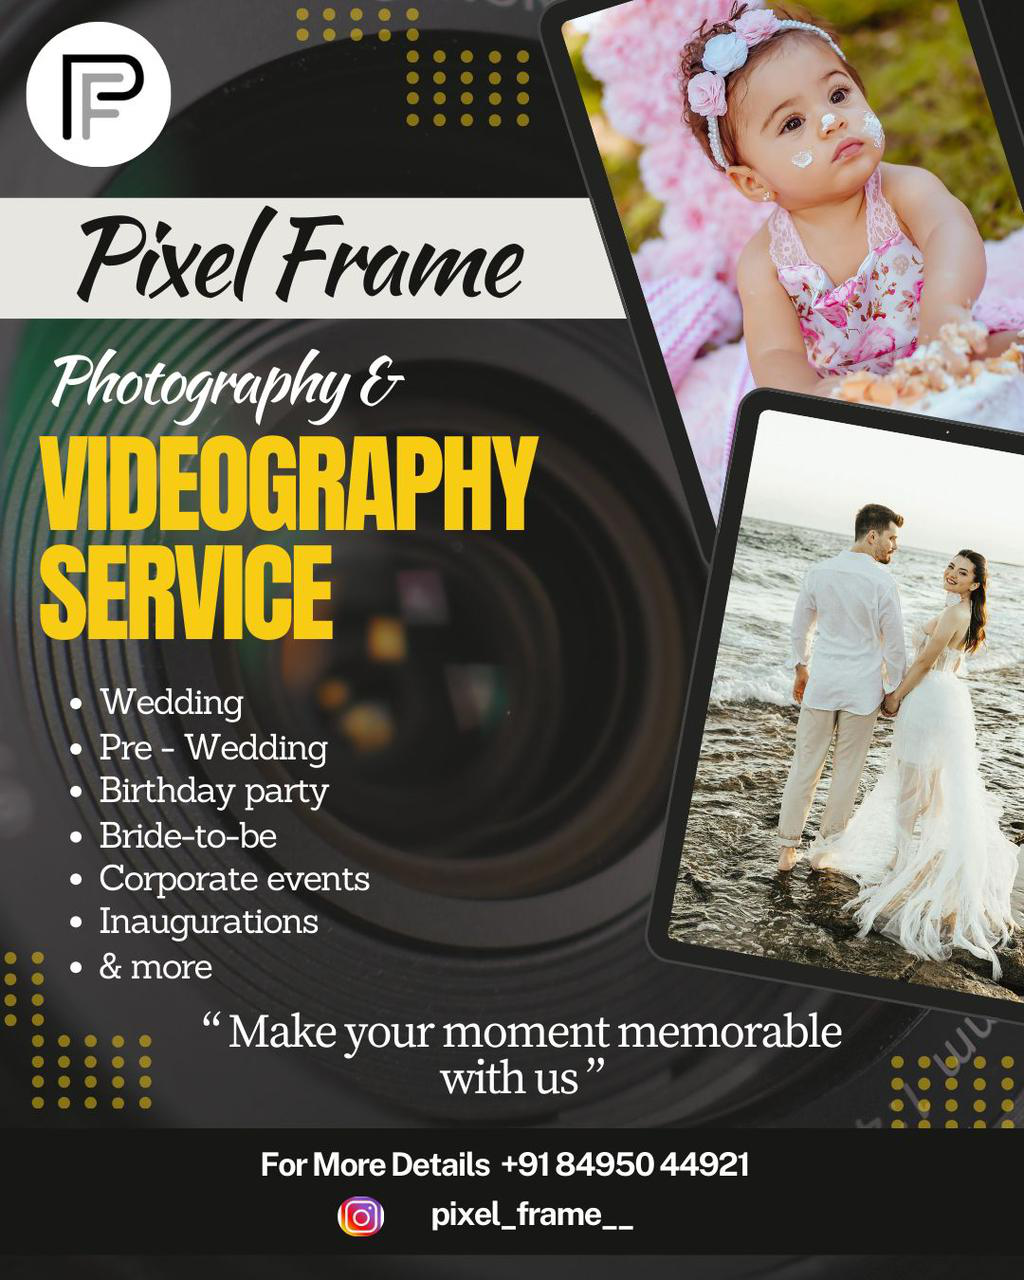 PF
Pixel Frame
Photography &
VIDEOGRAPHY
SERVICE
• Wedding
• Pre - Wedding
• Birthday party
• Bride-to-be
• Corporate events
• Inaugurations
• & more
“ Make your moment memorable
with us ”
For More Details +91 84950 44921
pixel_frame__